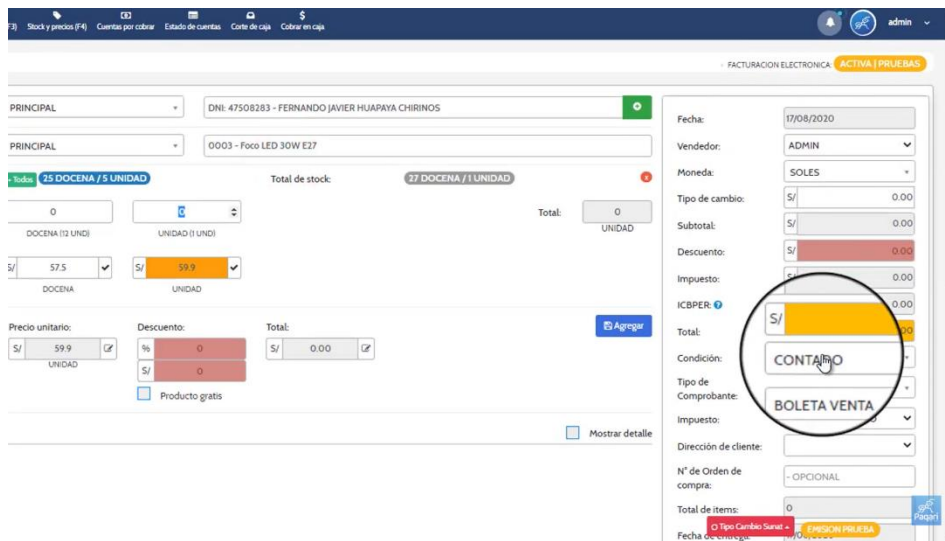 F3) Stock y precios (F4) Cuentas por cobrar Estado de cuentas Corte de caja Cobrar en caja admin
FACTURACION ELECTRONICA: ACTIVA | PRUEBAS
PRINCIPAL DNI: 47508283 - FERNANDO JAVIER HUAPAYA CHIRINOS
PRINCIPAL 0003 - Foco LED 30W E27
Todos 25 DOCENA / 5 UNIDAD Total de stock: 27 DOCENA / 1 UNIDAD x
0 0 Total: 0
DOCENA (12 UND) UNIDAD (1 UND) UNIDAD
S/ 57.5 S/ 59.9
DOCENA UNIDAD
Precio unitario: Descuento: Total: Agregar
S/ 59.9 % 0 S/ 0.00
UNIDAD
S/ 0
Producto gratis
Mostrar detalle
Fecha: 17/08/2020
Vendedor: ADMIN
Moneda: SOLES
Tipo de cambio: S/ 0.00
Subtotal: S/ 0.00
Descuento: S/ 0.00
Impuesto: 0.00
ICBPER: ? 0.00
Total: S/
Condición: CONTADO
Tipo de
Comprobante: BOLETA VENTA
Impuesto:
Dirección de cliente:
N° de Orden de
compra: - OPCIONAL
Total de items: 0
Fecha de entrega:
O Tipo Cambio Sunat EMISION PRUEBA
Paqari